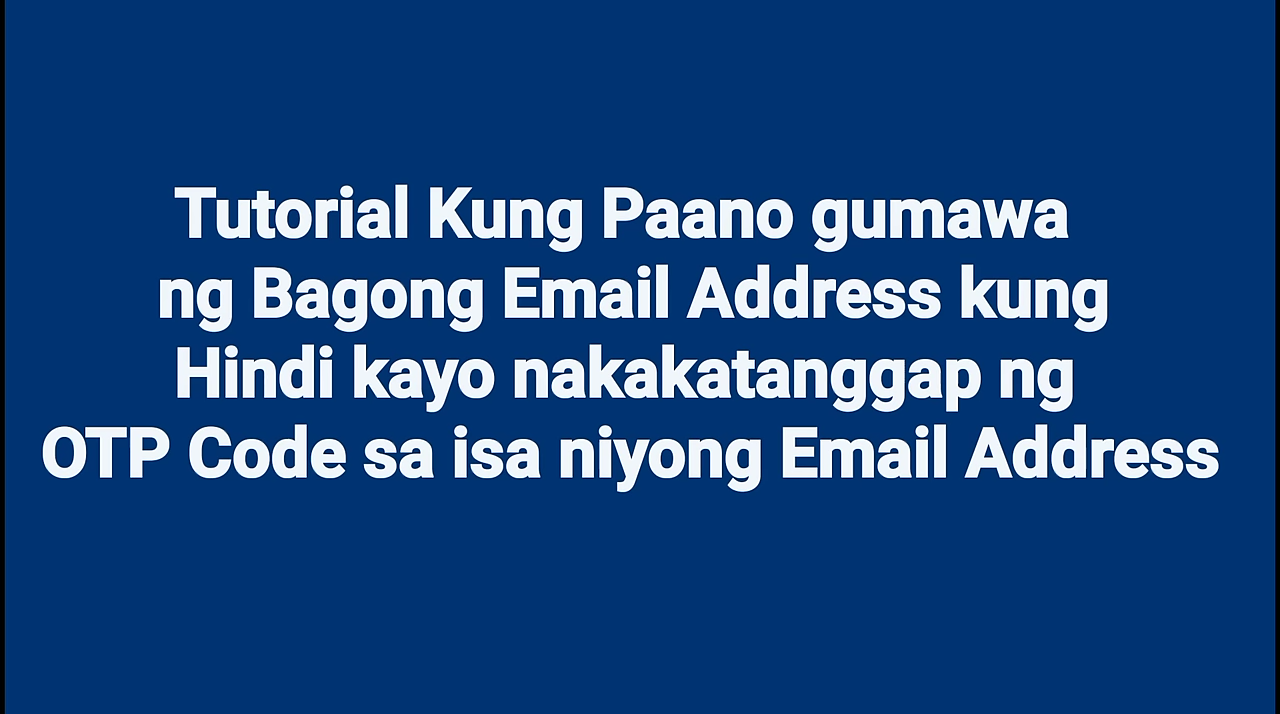 Tutorial Kung Paano gumawa
ng Bagong Email Address kung
Hindi kayo nakakatanggap ng
OTP Code sa isa niyong Email Address